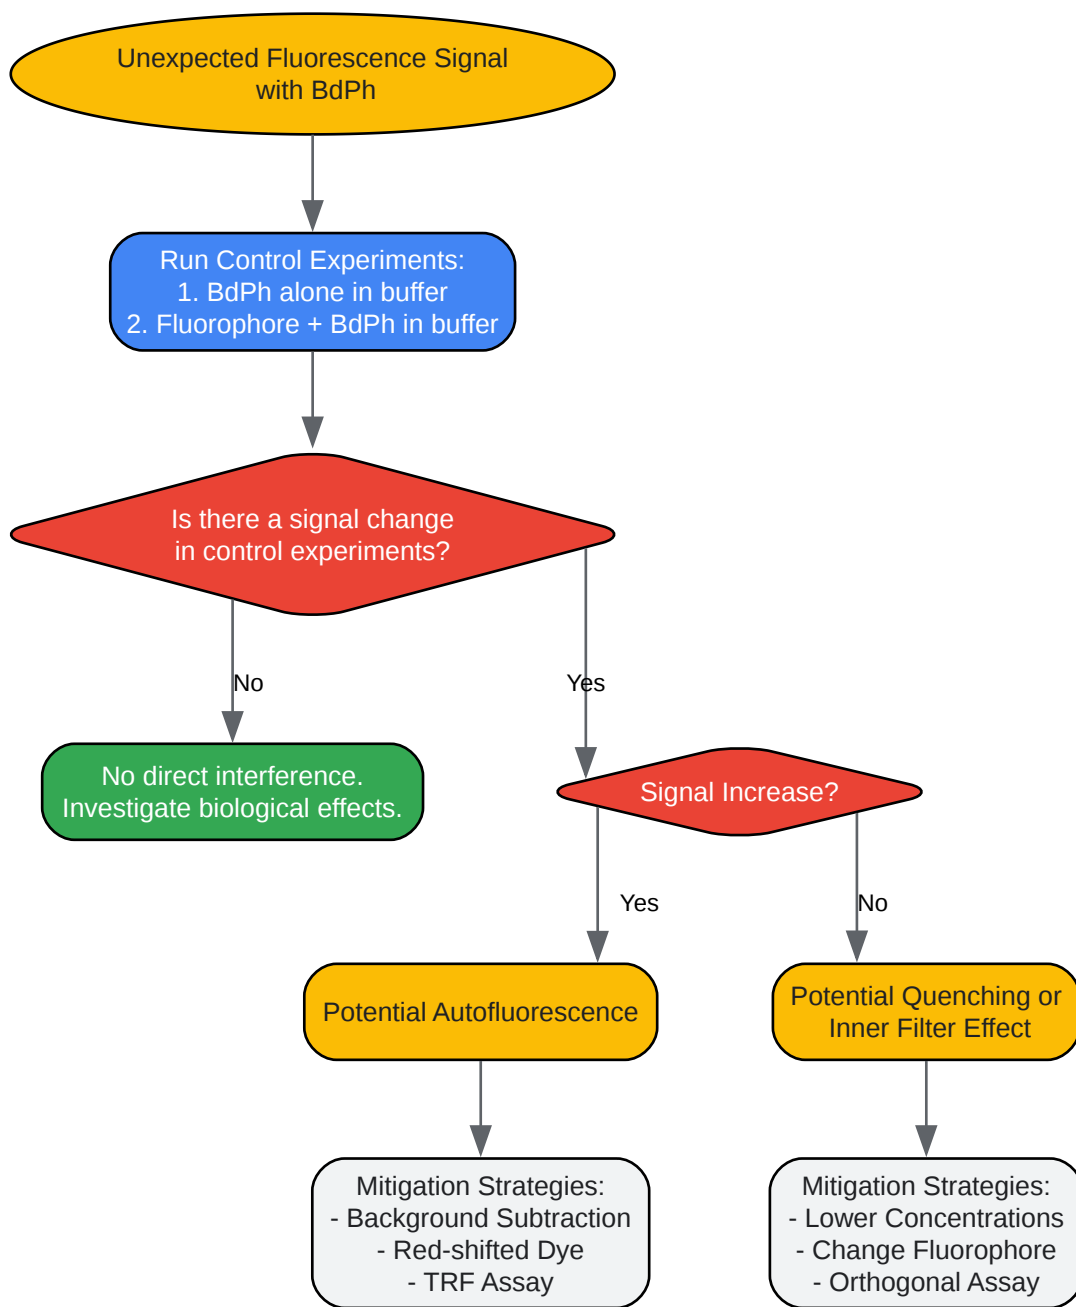 Unexpected Fluorescence Signal
with BdPh
Run Control Experiments:
1. BdPh alone in buffer
2. Fluorophore + BdPh in buffer
Is there a signal change
in control experiments?
No
Yes
No direct interference.
Investigate biological effects.
Signal Increase?
Yes
No
Potential Autofluorescence
Potential Quenching or
Inner Filter Effect
Mitigation Strategies:
- Background Subtraction
- Red-shifted Dye
- TRF Assay
Mitigation Strategies:
- Lower Concentrations
- Change Fluorophore
- Orthogonal Assay